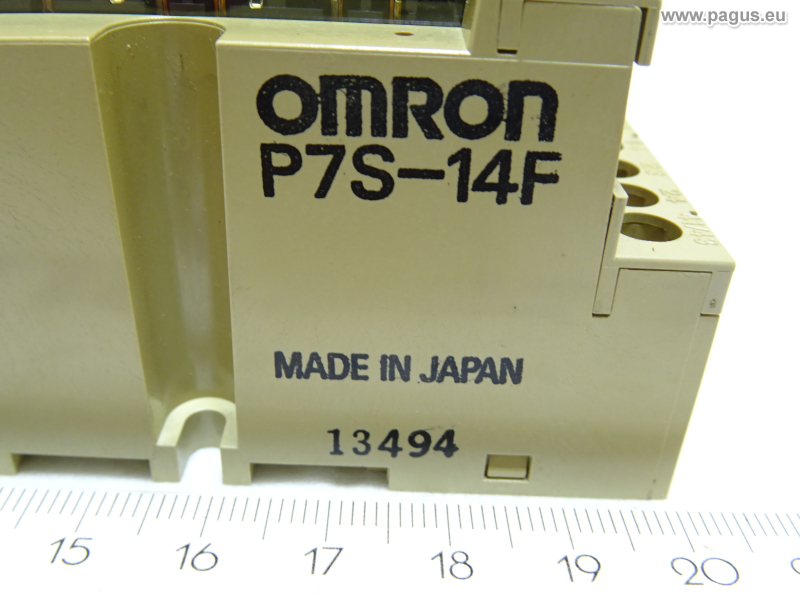 www.pagus.eu
OMRON
P7S-14F
MADE IN JAPAN
13494
15 16 17 18 19 20